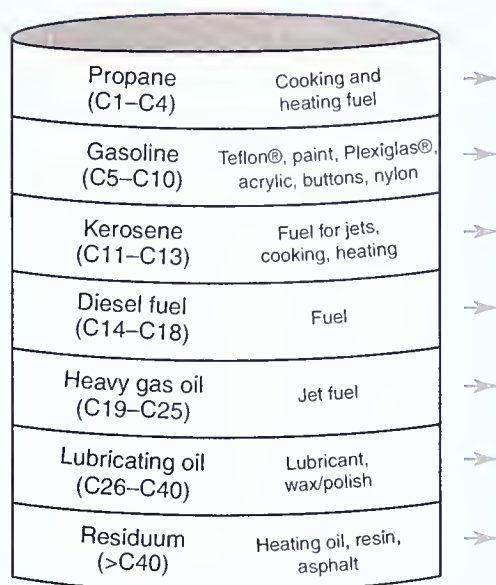 Propane
(C1–C4)
Cooking and
heating fuel
Gasoline
(C5–C10)
Teflon®, paint, Plexiglas®,
acrylic, buttons, nylon
Kerosene
(C11–C13)
Fuel for jets,
cooking, heating
Diesel fuel
(C14–C18)
Fuel
Heavy gas oil
(C19–C25)
Jet fuel
Lubricating oil
(C26–C40)
Lubricant,
wax/polish
Residuum
(>C40)
Heating oil, resin,
asphalt